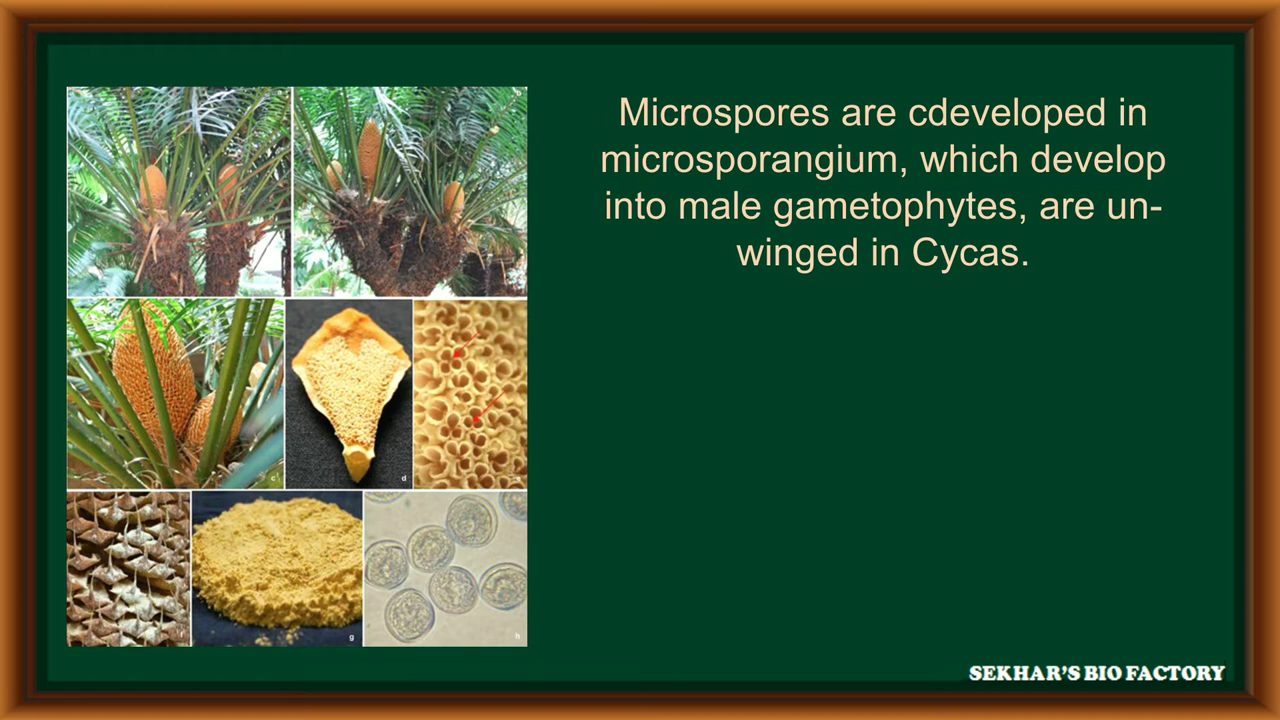 Microspores are cdeveloped in
microsporangium, which develop
into male gametophytes, are un-
winged in Cycas.
b
c
d
g
h
SEKHAR'S BIO FACTORY